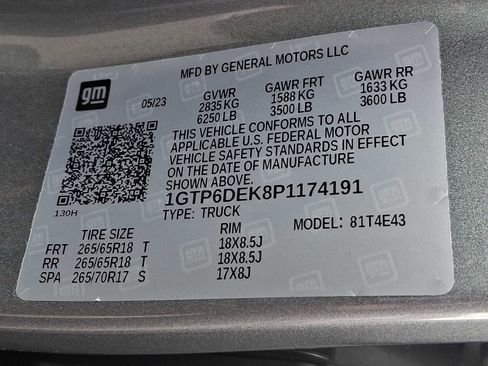 MFD BY GENERAL MOTORS LLC
gm
05/23 GVWR GAWR FRT GAWR RR
2835 KG 1588 KG 1633 KG
6250 LB 3500 LB 3600 LB
THIS VEHICLE CONFORMS TO ALL
APPLICABLE U.S. FEDERAL MOTOR
VEHICLE SAFETY STANDARDS IN EFFECT
ON THE DATE OF MANUFACTURE
SHOWN ABOVE.
1GTP6DEK8P1174191
130H
TYPE: TRUCK MODEL: 81T4E43
TIRE SIZE RIM
FRT 265/65R18 T 18X8.5J
RR 265/65R18 T 18X8.5J
SPA 265/70R17 S 17X8J